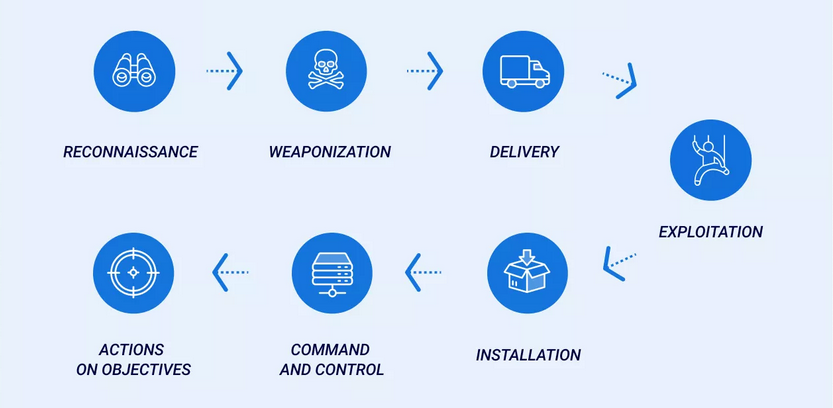 RECONNAISSANCE
WEAPONIZATION
DELIVERY
EXPLOITATION
INSTALLATION
COMMAND
AND CONTROL
ACTIONS
ON OBJECTIVES